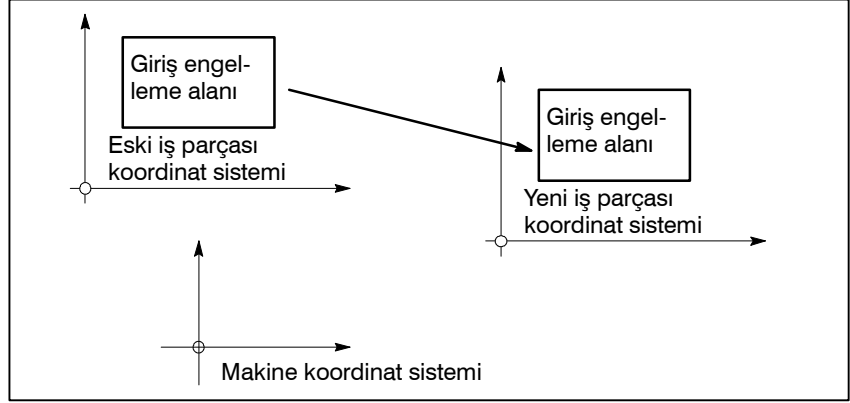 Giriş engel-
leme alanı
Eski iş parçası
koordinat sistemi
Giriş engel-
leme alanı
Yeni iş parçası
koordinat sistemi
Makine koordinat sistemi